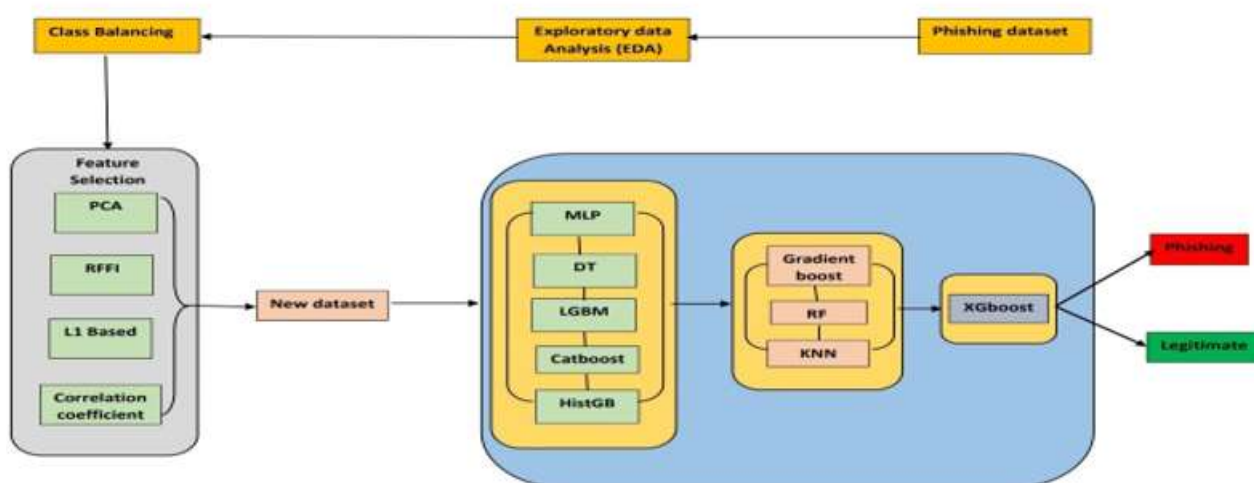 Class Balancing
Exploratory data
Analysis (EDA)
Phishing dataset
Feature
Selection
PCA
RFFI
L1 Based
Correlation
coefficient
New dataset
MLP
DT
LGBM
Catboost
HistGB
Gradient
boost
RF
KNN
XGboost
Phishing
Legitimate